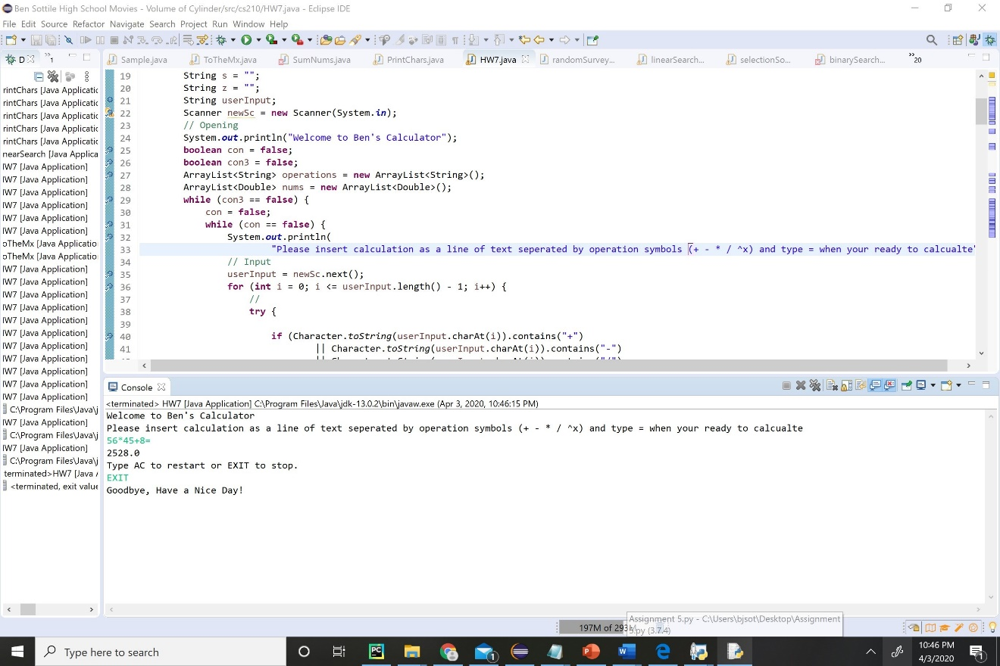 Ben Sottile High School Movies - Volume of Cylinder/src/cs210/HW7.java - Eclipse IDE
File Edit Source Refactor Navigate Search Project Run Window Help
D
1
Sample.java ToTheMx.java SumNums.java PrintChars.java HW7.java randomSurvey... linearSearch... selectionSo... binarySearch... 20
rintChars [Java Applicatic
rintChars [Java Applicatic
rintChars [Java Applicatic
rintChars [Java Applicatic
rintChars [Java Applicatic
nearSearch [Java Applica
IW7 [Java Application]
IW7 [Java Application]
IW7 [Java Application]
IW7 [Java Application]
IW7 [Java Application]
IW7 [Java Application]
oTheMx [Java Applicatio
oTheMx [Java Applicatio
IW7 [Java Application]
IW7 [Java Application]
IW7 [Java Application]
IW7 [Java Application]
IW7 [Java Application]
IW7 [Java Application]
IW7 [Java Application]
IW7 [Java Application]
IW7 [Java Application]
IW7 [Java Application]
IW7 [Java Application]
C:\Program Files\Java\j
IW7 [Java Application]
C:\Program Files\Java\j
IW7 [Java Application]
C:\Program Files\Java\j
terminated>HW7 [Java A
<terminated, exit value
19 String s = "";
20 String z = "";
21 String userInput;
22 Scanner newSc = new Scanner(System.in);
23 // Opening
24 System.out.println("Welcome to Ben's Calculator");
25 boolean con = false;
26 boolean con3 = false;
27 ArrayList<String> operations = new ArrayList<String>();
28 ArrayList<Double> nums = new ArrayList<Double>();
29 while (con3 == false) {
30 con = false;
31 while (con == false) {
32 System.out.println(
33 "Please insert calculation as a line of text seperated by operation symbols (+ - * / ^x) and type = when your ready to calcualte"
34 // Input
35 userInput = newSc.next();
36 for (int i = 0; i <= userInput.length() - 1; i++) {
37 //
38 try {
39
40 if (Character.toString(userInput.charAt(i)).contains("+")
41 || Character.toString(userInput.charAt(i)).contains("-")
Console
<terminated> HW7 [Java Application] C:\Program Files\Java\jdk-13.0.2\bin\javaw.exe (Apr 3, 2020, 10:46:15 PM)
Welcome to Ben's Calculator
Please insert calculation as a line of text seperated by operation symbols (+ - * / ^x) and type = when your ready to calcualte
56*45+8=
2528.0
Type AC to restart or EXIT to stop.
EXIT
Goodbye, Have a Nice Day!
197M of 293M
Assignment 5.py - C:\Users\bjsot\Desktop\Assignment
5.py (3.7.4)
Type here to search
PC
1
10:46 PM
4/3/2020
1